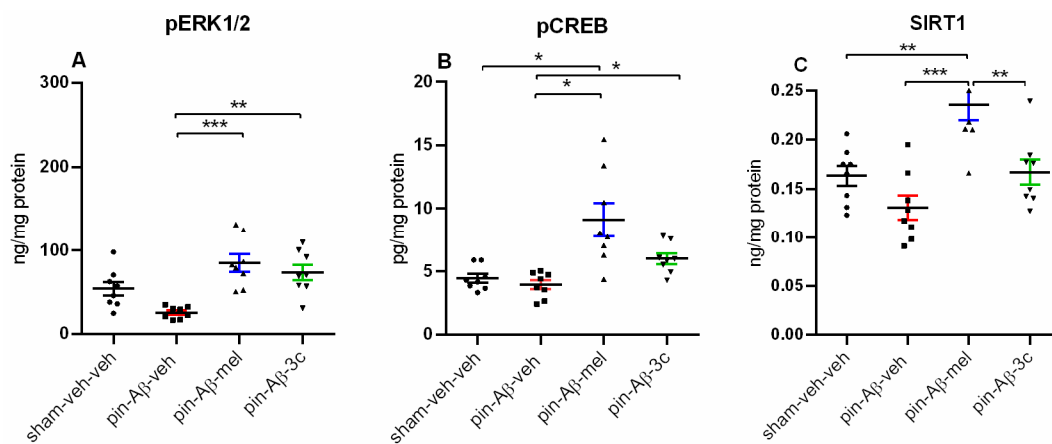 pERK1/2
A
**
***
300
200
100
0
ng/mg protein
sham-veh-veh
pin-Aβ-veh
pin-Aβ-mel
pin-Aβ-3c
pCREB
B
*
*
*
20
15
10
5
0
pg/mg protein
sham-veh-veh
pin-Aβ-veh
pin-Aβ-mel
pin-Aβ-3c
SIRT1
C
**
***
**
0.25
0.20
0.15
0.10
0.05
0.00
ng/mg protein
sham-veh-veh
pin-Aβ-veh
pin-Aβ-mel
pin-Aβ-3c